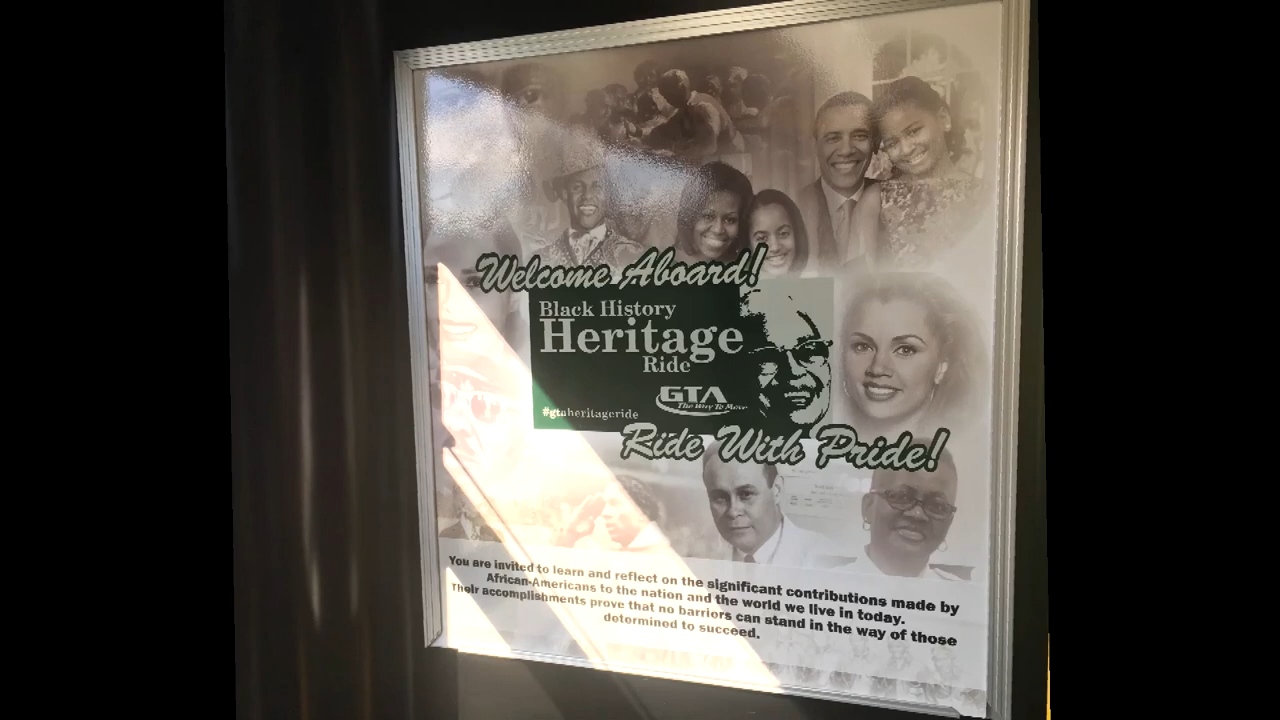 Welcome Aboard!
Black History
Heritage
Ride
GTA
The Way To Move
#gtaheritageride
Ride With Pride!
You are invited to learn and reflect on the significant contributions made by
African-Americans to the nation and the world we live in today.
Their accomplishments prove that no barriers can stand in the way of those
determined to succeed.